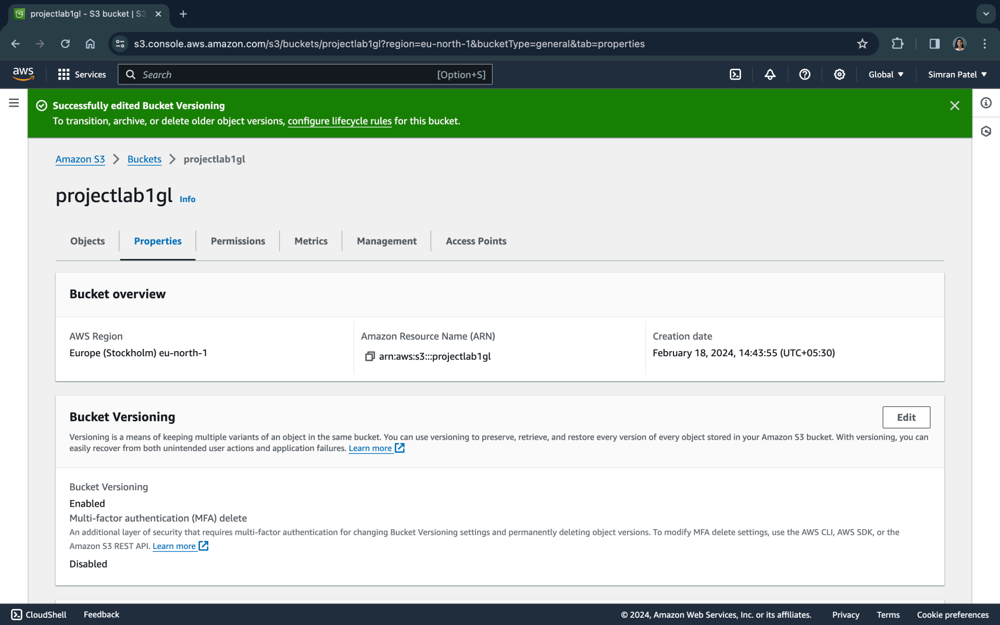 projectlab1gl - S3 bucket | S3
s3.console.aws.amazon.com/s3/buckets/projectlab1gl?region=eu-north-1&bucketType=general&tab=properties
aws
Services
Search
[Option+S]
Global
Simran Patel
Successfully edited Bucket Versioning
To transition, archive, or delete older object versions, configure lifecycle rules for this bucket.
Amazon S3
Buckets
projectlab1gl
projectlab1gl Info
Objects
Properties
Permissions
Metrics
Management
Access Points
Bucket overview
AWS Region
Europe (Stockholm) eu-north-1
Amazon Resource Name (ARN)
arn:aws:s3:::projectlab1gl
Creation date
February 18, 2024, 14:43:55 (UTC+05:30)
Bucket Versioning
Edit
Versioning is a means of keeping multiple variants of an object in the same bucket. You can use versioning to preserve, retrieve, and restore every version of every object stored in your Amazon S3 bucket. With versioning, you can
easily recover from both unintended user actions and application failures. Learn more
Bucket Versioning
Enabled
Multi-factor authentication (MFA) delete
An additional layer of security that requires multi-factor authentication for changing Bucket Versioning settings and permanently deleting object versions. To modify MFA delete settings, use the AWS CLI, AWS SDK, or the
Amazon S3 REST API. Learn more
Disabled
CloudShell
Feedback
© 2024, Amazon Web Services, Inc. or its affiliates.
Privacy
Terms
Cookie preferences